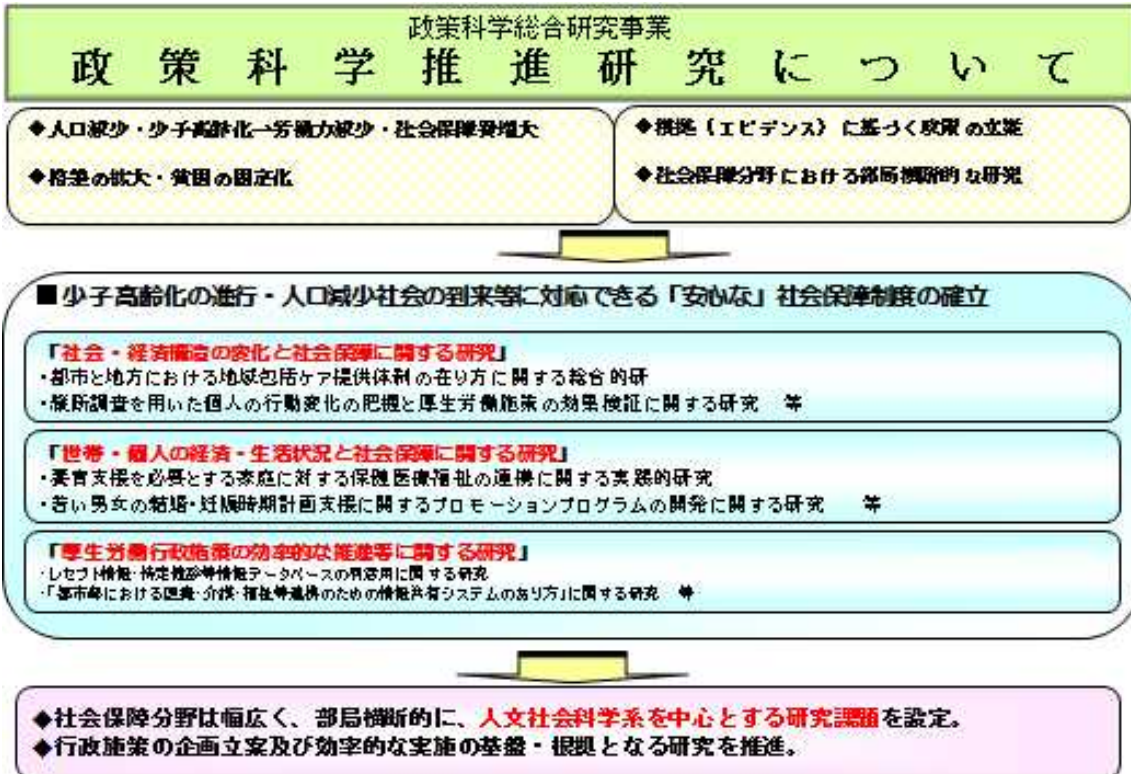 政策科学総合研究事業
政策科学推進研究について
◆人口減少・少子高齢化→労働力減少・社会保障費増大
◆格差の拡大・貧困の固定化
◆根拠（エビデンス）に基づく政策の立案
◆社会保障分野における部局横断的な研究
■少子高齢化の進行・人口減少社会の到来等に対応できる「安心な」社会保障制度の確立
「社会・経済構造の変化と社会保障に関する研究」
・都市と地方における地域包括ケア提供体制の在り方に関する総合的研
・縦断調査を用いた個人の行動変化の把握と厚生労働施策の効果検証に関する研究　等
「世帯・個人の経済・生活状況と社会保障に関する研究」
・養育支援を必要とする家庭に対する保健医療福祉の連携に関する実践的研究
・若い男女の結婚・妊娠時期計画支援に関するプロモーションプログラムの開発に関する研究　等
「厚生労働行政施策の効率的な推進等に関する研究」
・レセプト情報・特定健診等情報データベースの利活用に関する研究
・「都市部における医療・介護・福祉等連携のための情報共有システムのあり方」に関する研究　等
◆社会保障分野は幅広く、部局横断的に、人文社会科学系を中心とする研究課題を設定。
◆行政施策の企画立案及び効率的な実施の基盤・根拠となる研究を推進。